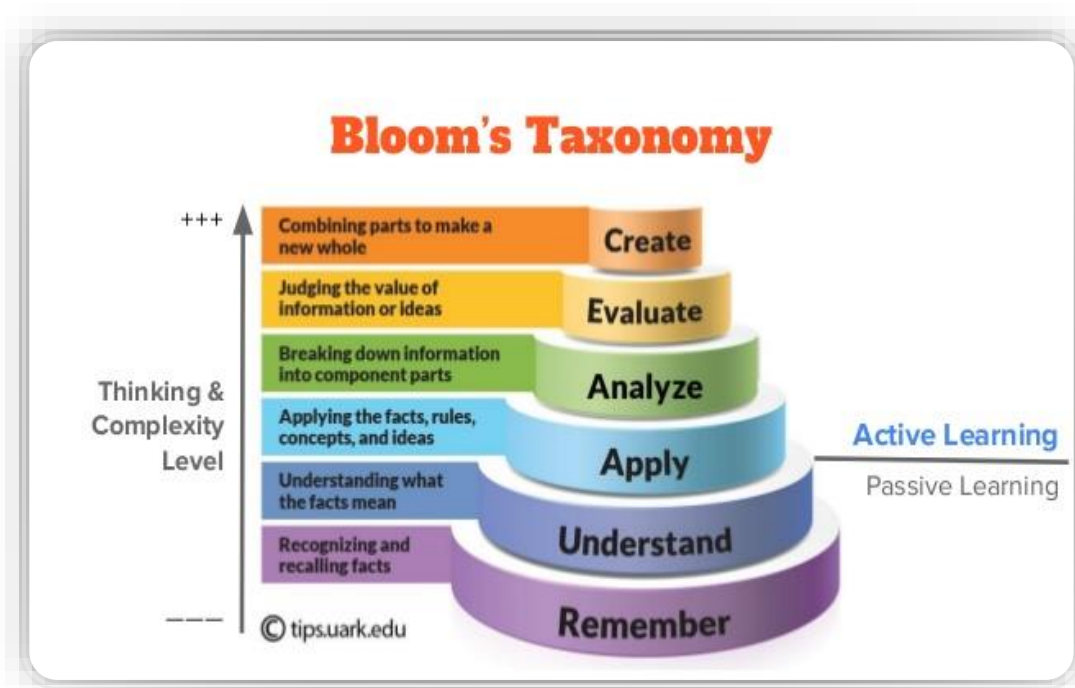 Bloom's Taxonomy
+++
Combining parts to make a
new whole
Create
Judging the value of
information or ideas
Evaluate
Breaking down information
into component parts
Analyze
Thinking &
Complexity
Level
Applying the facts, rules,
concepts, and ideas
Apply
Active Learning
Passive Learning
Understanding what
the facts mean
Understand
Recognizing and
recalling facts
Remember
———
© tips.uark.edu